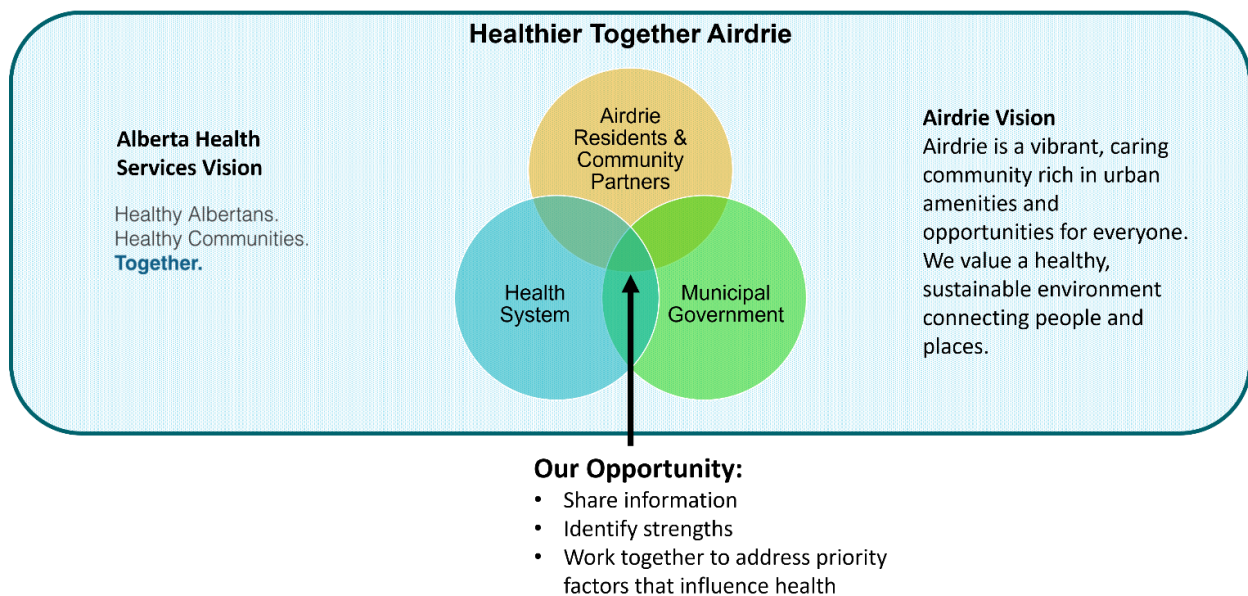 Healthier Together Airdrie
Alberta Health
Services Vision
Healthy Albertans.
Healthy Communities.
Together.
Airdrie
Residents &
Community
Partners
Health
System
Municipal
Government
Airdrie Vision
Airdrie is a vibrant, caring
community rich in urban
amenities and
opportunities for everyone.
We value a healthy,
sustainable environment
connecting people and
places.
Our Opportunity:
• Share information
• Identify strengths
• Work together to address priority
factors that influence health